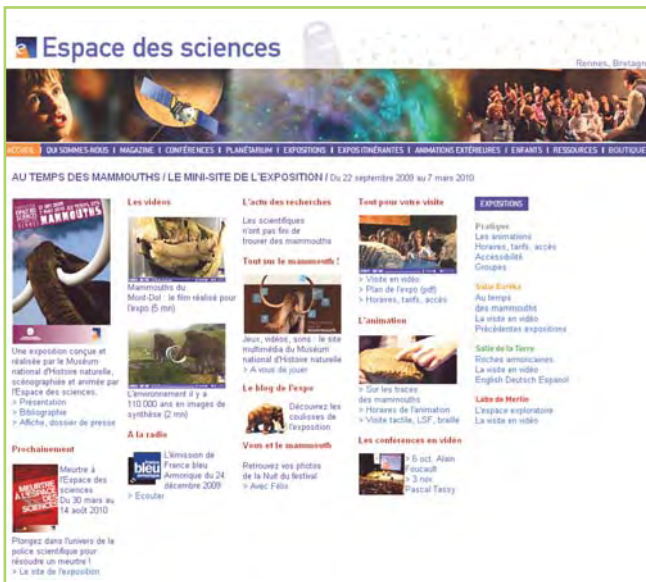 Espace des sciences
Rennes, Bretagn
ACCUEIL I QUI SOMMES-NOUS I MAGAZINE I CONFÉRENCES I PLANÉTARIUM I EXPOSITIONS I EXPOS ITINÉRANTES I ANIMATIONS EXTÉRIEURES I ENFANTS I RESSOURCES I BOUTIQUE
AU TEMPS DES MAMMOUTHS / LE MINI-SITE DE L'EXPOSITION / Du 22 septembre 2009 au 7 mars 2010
MAMMOUTHS
Une exposition conçue et
réalisée par le Muséum
national d'Histoire naturelle,
scénographiée et animée par
l'Espace des sciences.
> Présentation
> Bibliographie
> Affiche, dossier de presse
Prochainement
MEURTRE
À L'ESPACE
DES
SCIENCES
Meurtre à
l'Espace des
sciences
Du 30 mars au
14 août 2010
Plongez dans l'univers de la
police scientifique pour
résoudre un meurtre !
> Le site de l'exposition
Les vidéos
Mammouths du
Mont-Dol : le film réalisé pour
l'expo (5 mn)
L'environnement il y a
110 000 ans en images de
synthèse (2 mn)
A la radio
France
bleu
armorique
L'émission de
France bleu
Armorique du 24
décembre 2009
> Ecouter
L'actu des recherches
Les scientifiques
n'ont pas fini de
trouver des mammouths
Tout sur le mammouth !
Jeux, vidéos, sons : le site
multimédia du Muséum
national d'Histoire naturelle
> A vous de jouer
Le blog de l'expo
Découvrez les
coulisses de
l'exposition
Vous et le mammouth
Retrouvez vos photos
de la Nuit du festival
> Avec Félix
Tout pour votre visite
> Visite en vidéo
> Plan de l'expo (pdf)
> Horaires, tarifs, accès
L'animation
> Sur les traces
des mammouths
> Horaires de l'animation
> Visite tactile, LSF, braille
Les conférences en vidéo
> 6 oct. Alain
Foucault
> 3 nov.
Pascal Tassy
EXPOSITIONS
Pratique
Les animations
Horaires, tarifs, accès
Accessibilité
Groupes
Salle Eurêka
Au temps
des mammouths
La visite en vidéo
Précédentes expositions
Salle de la Terre
Roches armoricaines
La visite en vidéo
English Deutsch Espanol
Labo de Merlin
L'espace exploratoire
La visite en vidéo